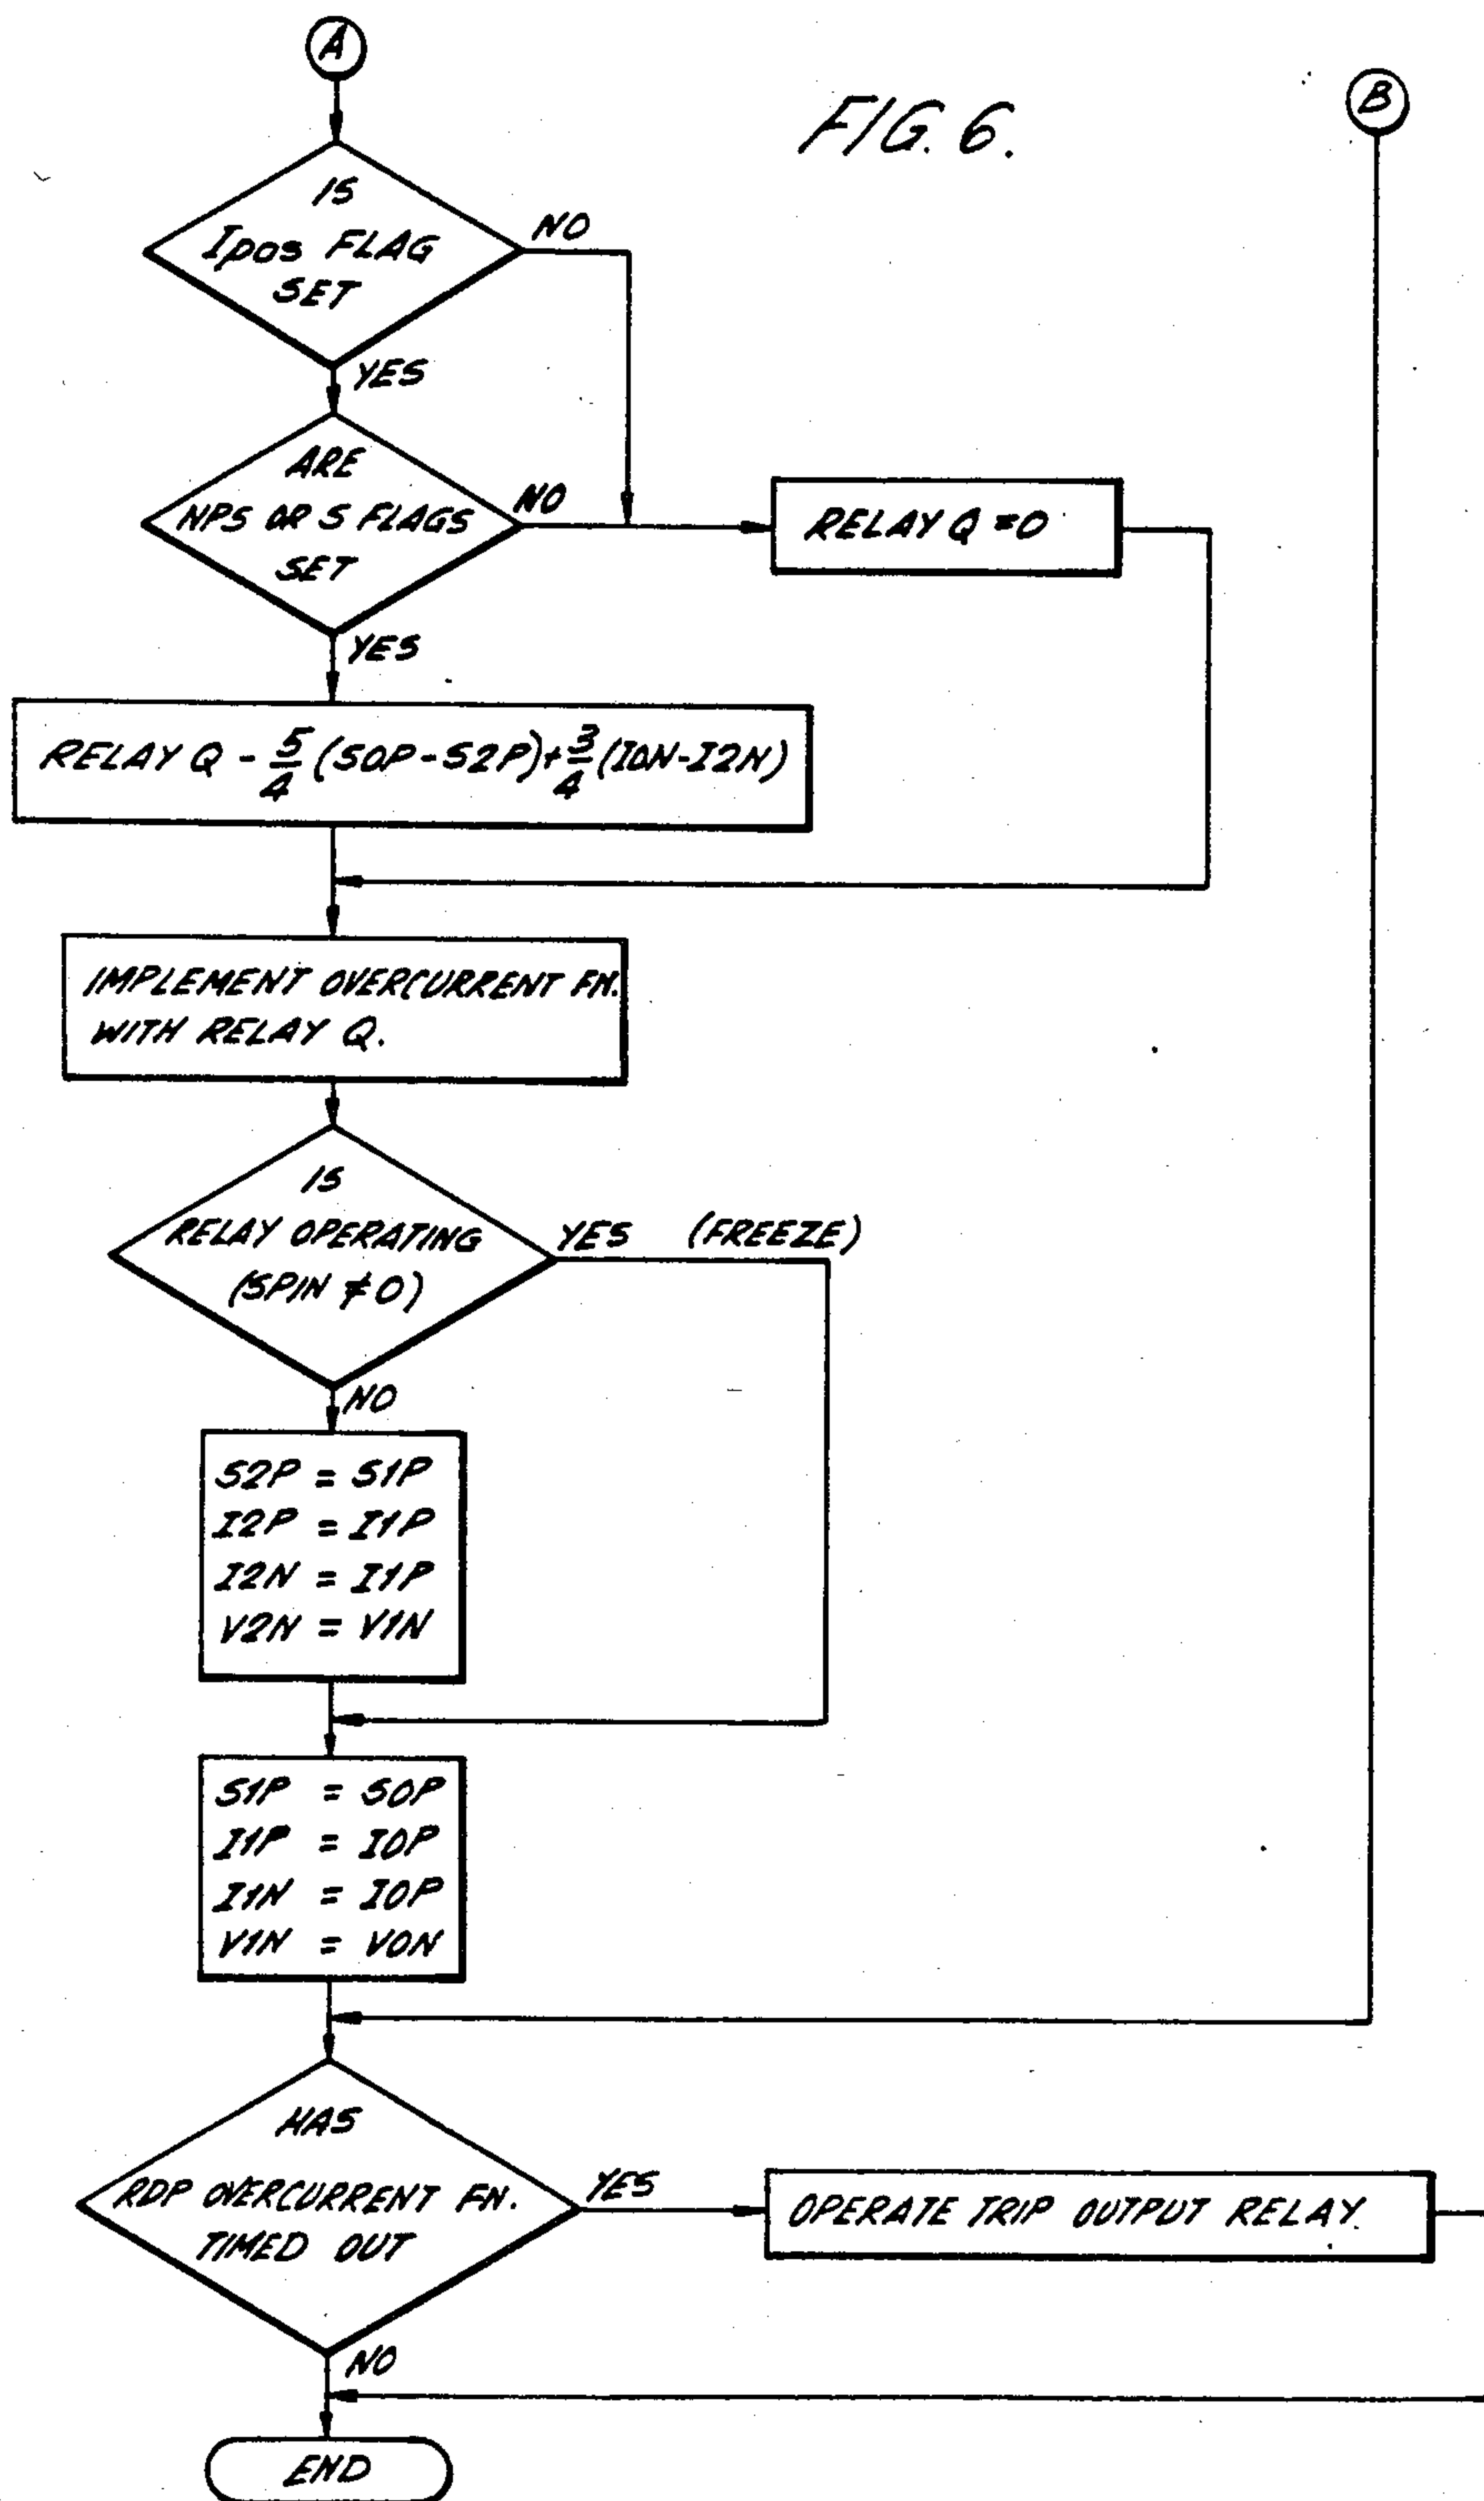 A
FIG. 6.
B
IS
IPOS FLAG
SET
NO
YES
ARE
NPS OR S FLAGS
SET
NO
RELAY Q = 0
YES
RELAY Q - 5/4 (S0P-S2P)+3/4(I0N-I2N)
IMPLEMENT OVERCURRENT FN.
WITH RELAY Q.
IS
RELAY OPERATING
(SPIN ≠ 0)
YES (FREEZE)
NO
S2P = S1P
I2P = I1P
I2N = I1P
V2N = V1N
S1P = S0P
I1P = I0P
I1N = I0P
V1N = V0N
HAS
RDP OVERCURRENT FN.
TIMED OUT
YES
OPERATE TRIP OUTPUT RELAY
NO
END